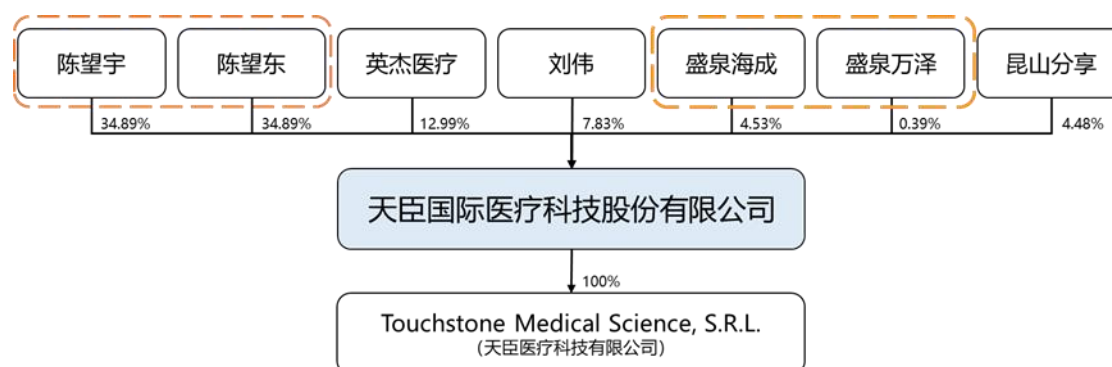 陈望宇
陈望东
英杰医疗
刘伟
盛泉海成
盛泉万泽
昆山分享
34.89%
34.89%
12.99%
7.83%
4.53%
0.39%
4.48%
天臣国际医疗科技股份有限公司
100%
Touchstone Medical Science, S.R.L.
(天臣医疗科技有限公司)